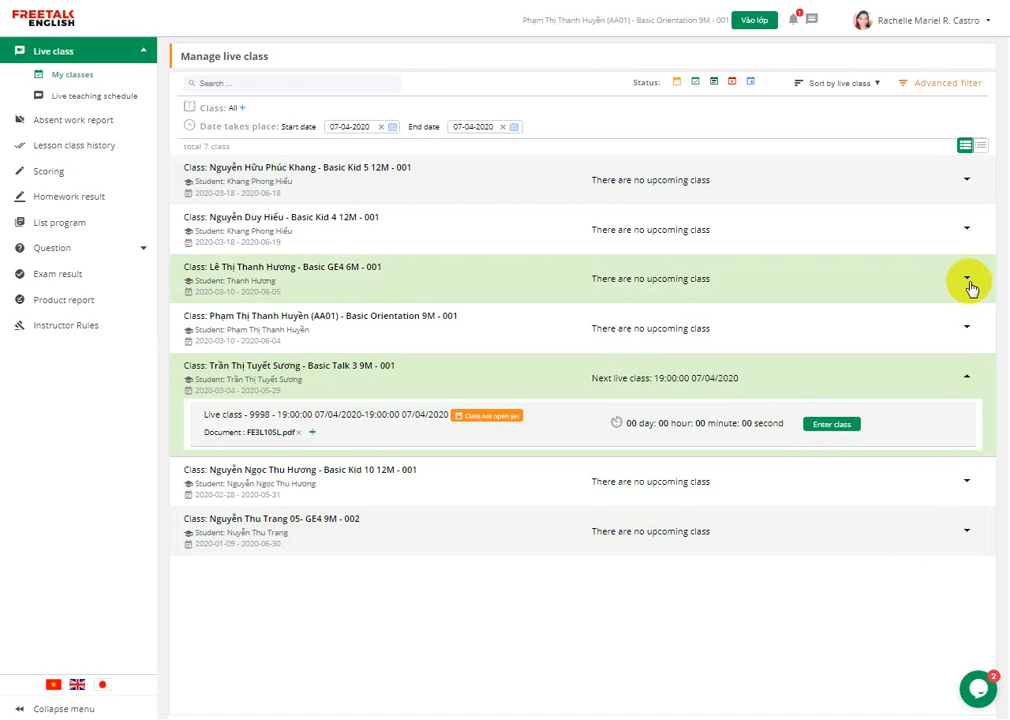 FREETALK
ENGLISH
Phạm Thị Thanh Huyền (AA01) - Basic Orientation 9M - 001
Vào lớp
1
Rachelle Mariel R. Castro
Live class
My classes
Live teaching schedule
Absent work report
Lesson class history
Scoring
Homework result
List program
Question
Exam result
Product report
Instructor Rules
Collapse menu
Manage live class
Search ...
Status:
Sort by live class
Advanced filter
Class: All +
Date takes place: Start date 07-04-2020 × End date 07-04-2020 ×
total 7 class
Class: Nguyễn Hữu Phúc Khang - Basic Kid 5 12M - 001
Student: Khang Phong Hiếu
2020-03-18 - 2020-06-18
There are no upcoming class
Class: Nguyễn Duy Hiếu - Basic Kid 4 12M - 001
Student: Khang Phong Hiếu
2020-03-18 - 2020-06-19
There are no upcoming class
Class: Lê Thị Thanh Hương - Basic GE4 6M - 001
Student: Thanh Hương
2020-03-10 - 2020-06-05
There are no upcoming class
Class: Phạm Thị Thanh Huyền (AA01) - Basic Orientation 9M - 001
Student: Phạm Thị Thanh Huyền
2020-03-10 - 2020-06-04
There are no upcoming class
Class: Trần Thị Tuyết Sương - Basic Talk 3 9M - 001
Student: Trần Thị Tuyết Sương
2020-03-04 - 2020-05-29
Next live class: 19:00:00 07/04/2020
Live class - 9998 - 19:00:00 07/04/2020-19:00:00 07/04/2020 Class not open yet
Document : FE3L10SL.pdf × +
00 day: 00 hour: 00 minute: 00 second
Enter class
Class: Nguyễn Ngọc Thu Hương - Basic Kid 10 12M - 001
Student: Nguyễn Ngọc Thu Hương
2020-02-28 - 2020-05-31
There are no upcoming class
Class: Nguyễn Thu Trang 05- GE4 9M - 002
Student: Nuyễn Thu Trang
2020-01-09 - 2020-06-30
There are no upcoming class
2